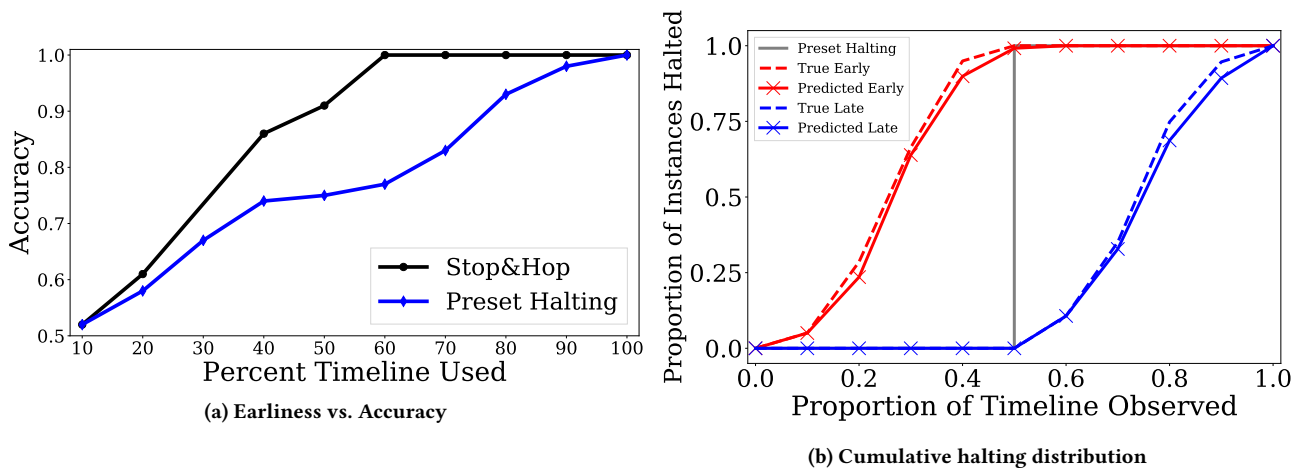 1.0
0.9
0.8
0.7
0.6
0.5
Accuracy
Stop&Hop
Preset Halting
10 20 30 40 50 60 70 80 90 100
Percent Timeline Used
(a) Earliness vs. Accuracy
Proportion of Instances Halted
1.0
0.75
0.5
0.25
0.0
Preset Halting
True Early
Predicted Early
True Late
Predicted Late
0.0 0.2 0.4 0.6 0.8 1.0
Proportion of Timeline Observed
(b) Cumulative halting distribution